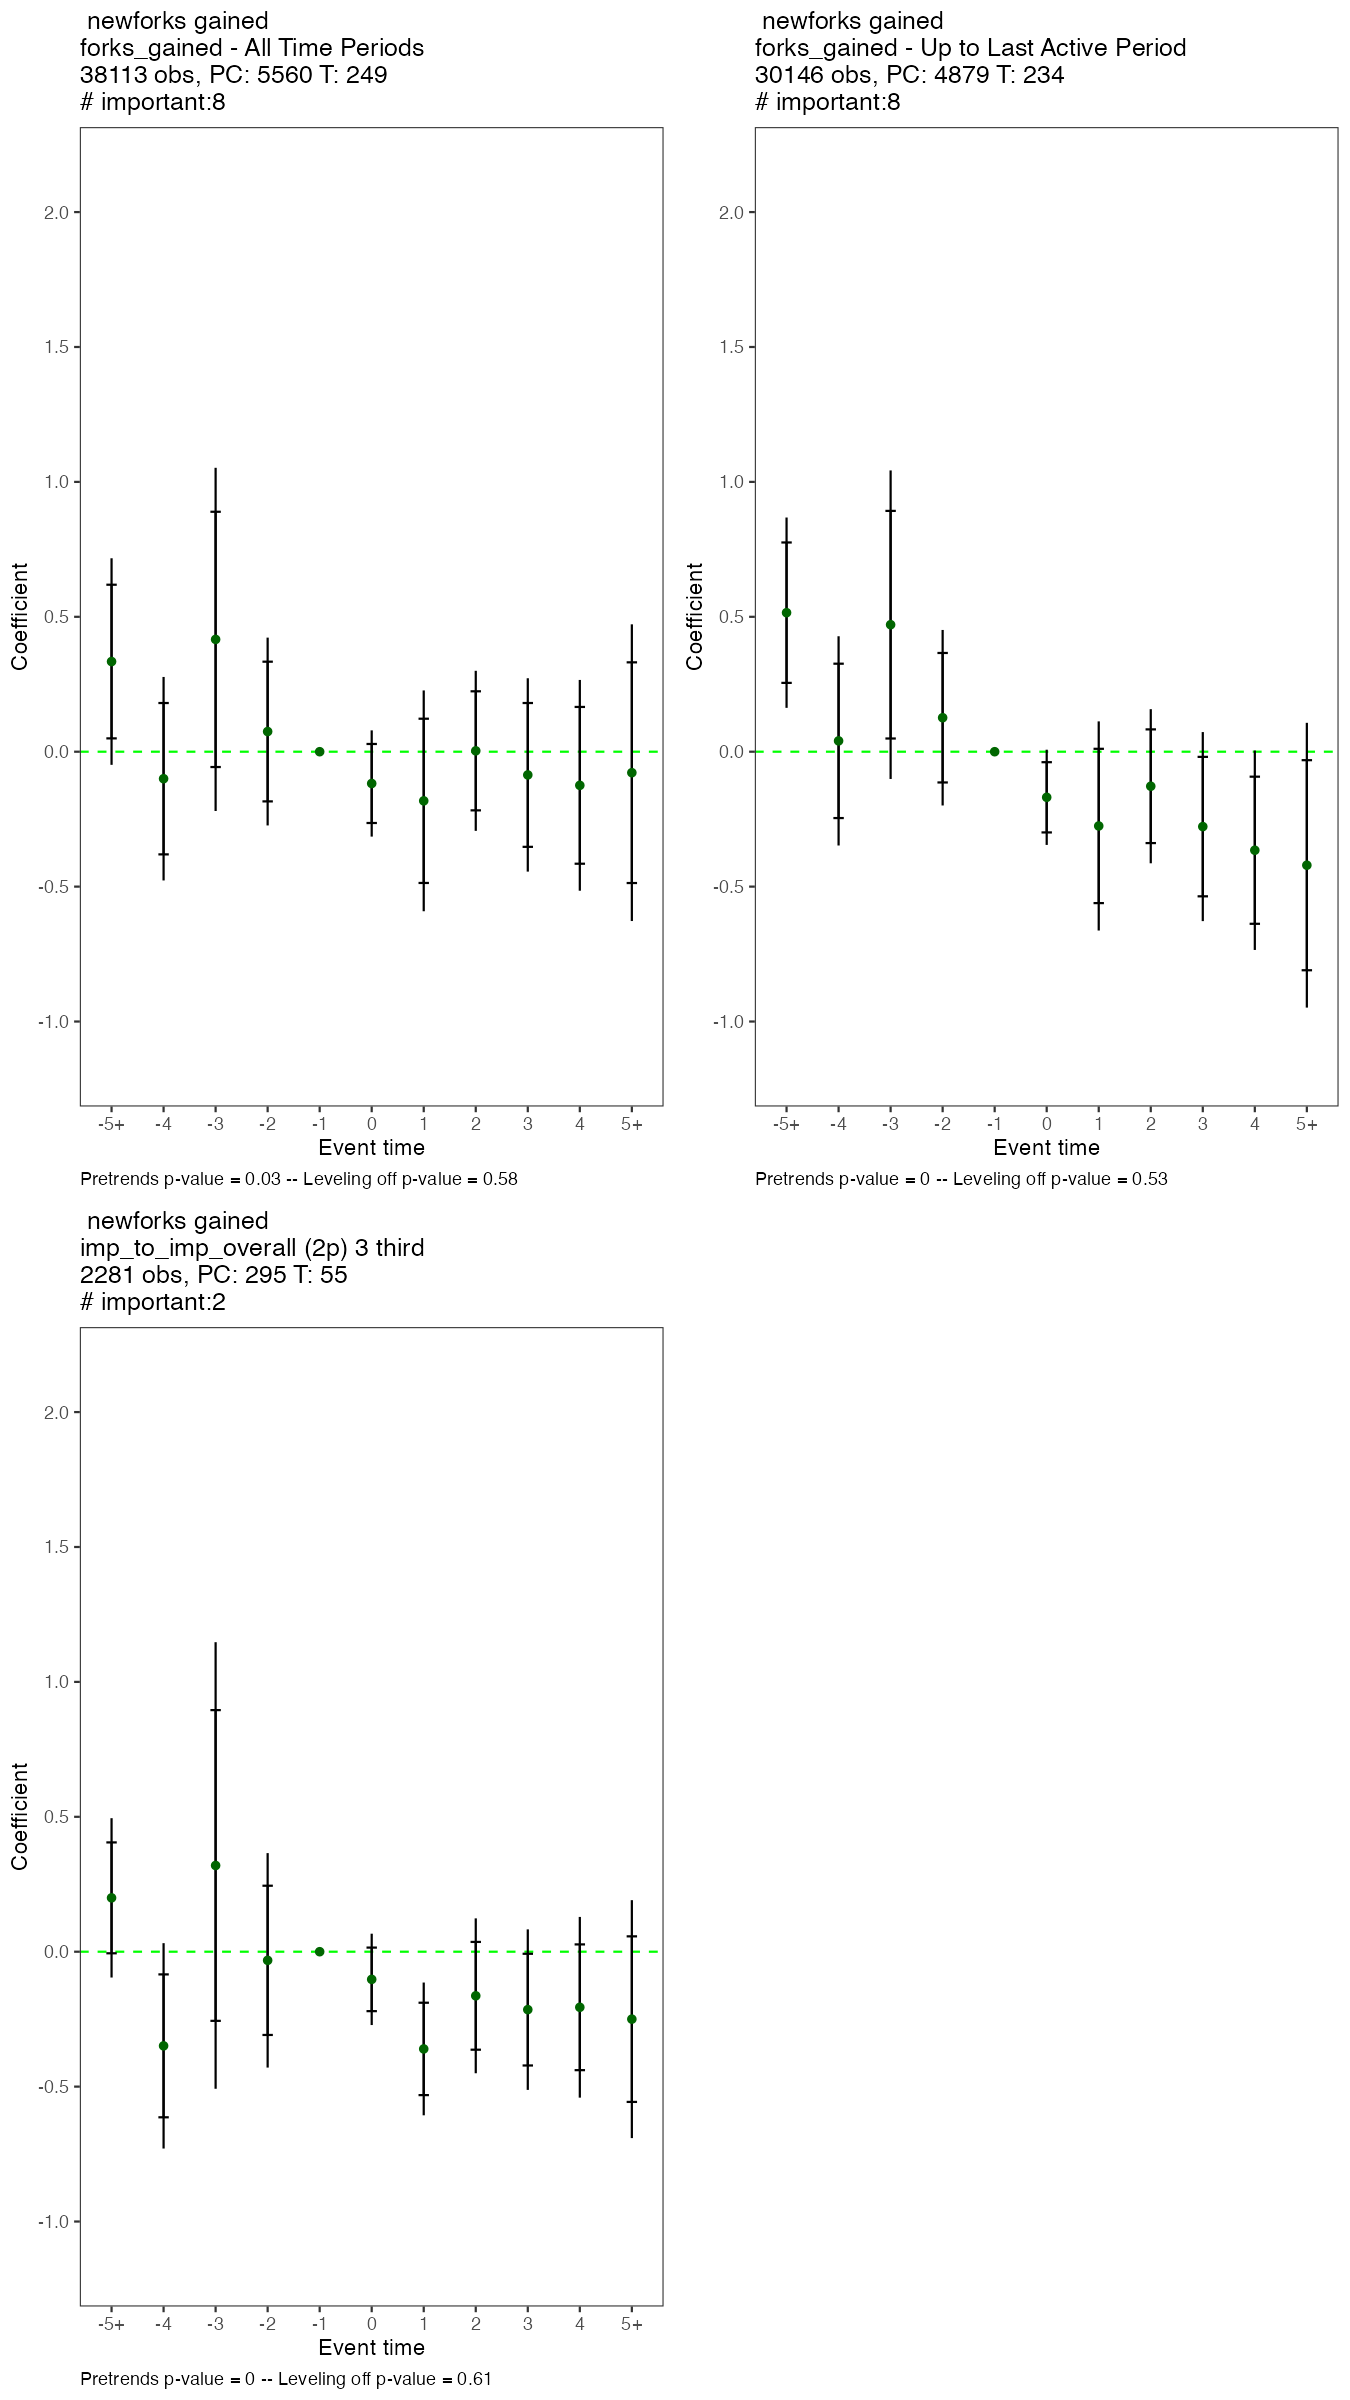 newforks gained
forks_gained - All Time Periods
38113 obs, PC: 5560 T: 249
# important:8
2.0
1.5
1.0
0.5
0.0
-0.5
-1.0
Coefficient
-5+ -4 -3 -2 -1 0 1 2 3 4 5+
Event time
Pretrends p-value = 0.03 -- Leveling off p-value = 0.58
newforks gained
forks_gained - Up to Last Active Period
30146 obs, PC: 4879 T: 234
# important:8
2.0
1.5
1.0
0.5
0.0
-0.5
-1.0
Coefficient
-5+ -4 -3 -2 -1 0 1 2 3 4 5+
Event time
Pretrends p-value = 0 -- Leveling off p-value = 0.53
newforks gained
imp_to_imp_overall (2p) 3 third
2281 obs, PC: 295 T: 55
# important:2
2.0
1.5
1.0
0.5
0.0
-0.5
-1.0
Coefficient
-5+ -4 -3 -2 -1 0 1 2 3 4 5+
Event time
Pretrends p-value = 0 -- Leveling off p-value = 0.61